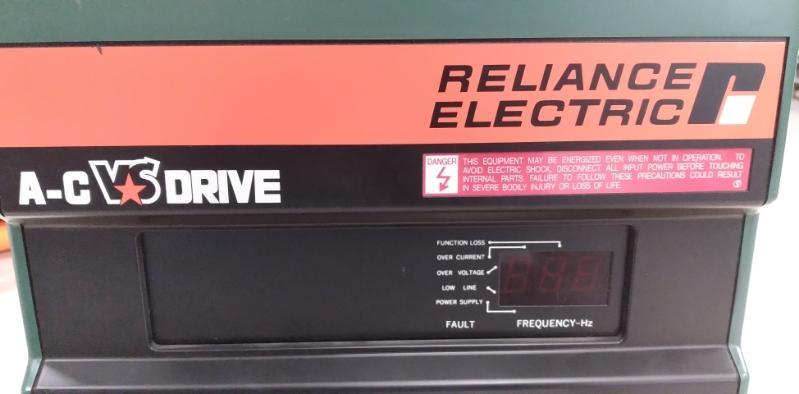 RELIANCE
ELECTRIC
A-C VS DRIVE
DANGER
THIS EQUIPMENT MAY BE ENERGIZED EVEN WHEN NOT IN OPERATION. TO
AVOID ELECTRIC SHOCK, DISCONNECT ALL INPUT POWER BEFORE TOUCHING
INTERNAL PARTS. FAILURE TO FOLLOW THESE PRECAUTIONS COULD RESULT
IN SEVERE BODILY INJURY OR LOSS OF LIFE.
FUNCTION LOSS
OVER CURRENT
OVER VOLTAGE
LOW LINE
POWER SUPPLY
FAULT
FREQUENCY-Hz